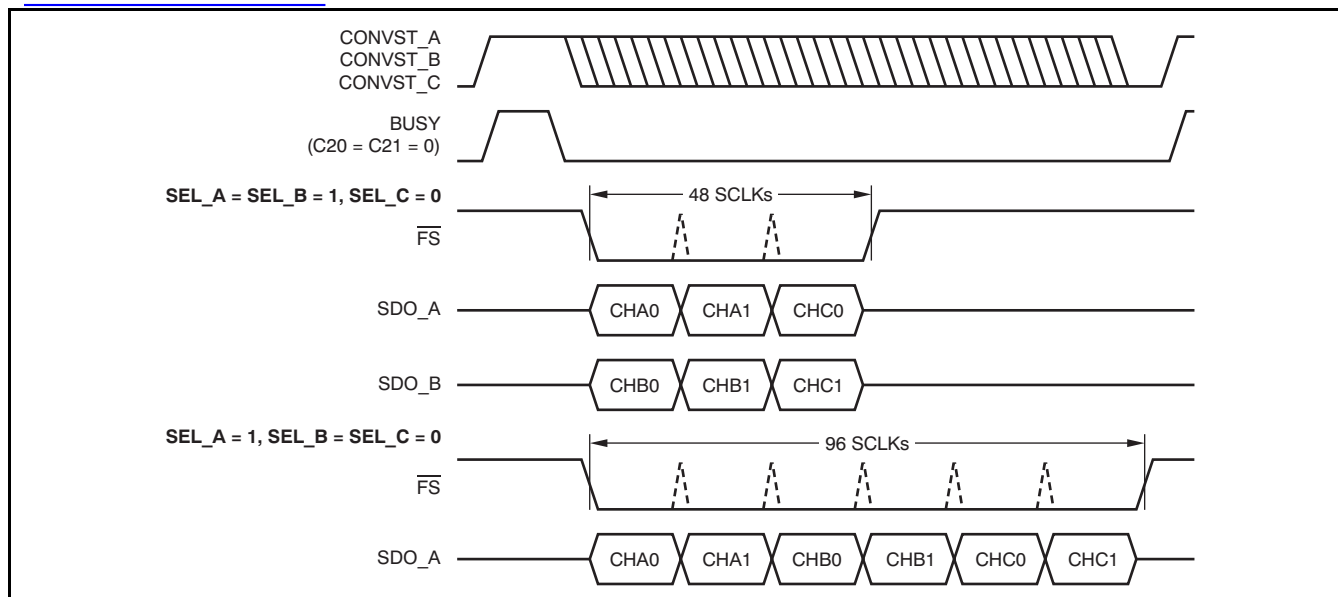 CONVST_A
CONVST_B
CONVST_C
BUSY
(C20 = C21 = 0)
SEL_A = SEL_B = 1, SEL_C = 0
48 SCLKs
FS
SDO_A
CHA0
CHA1
CHC0
SDO_B
CHB0
CHB1
CHC1
SEL_A = 1, SEL_B = SEL_C = 0
96 SCLKs
FS
SDO_A
CHA0
CHA1
CHB0
CHB1
CHC0
CHC1